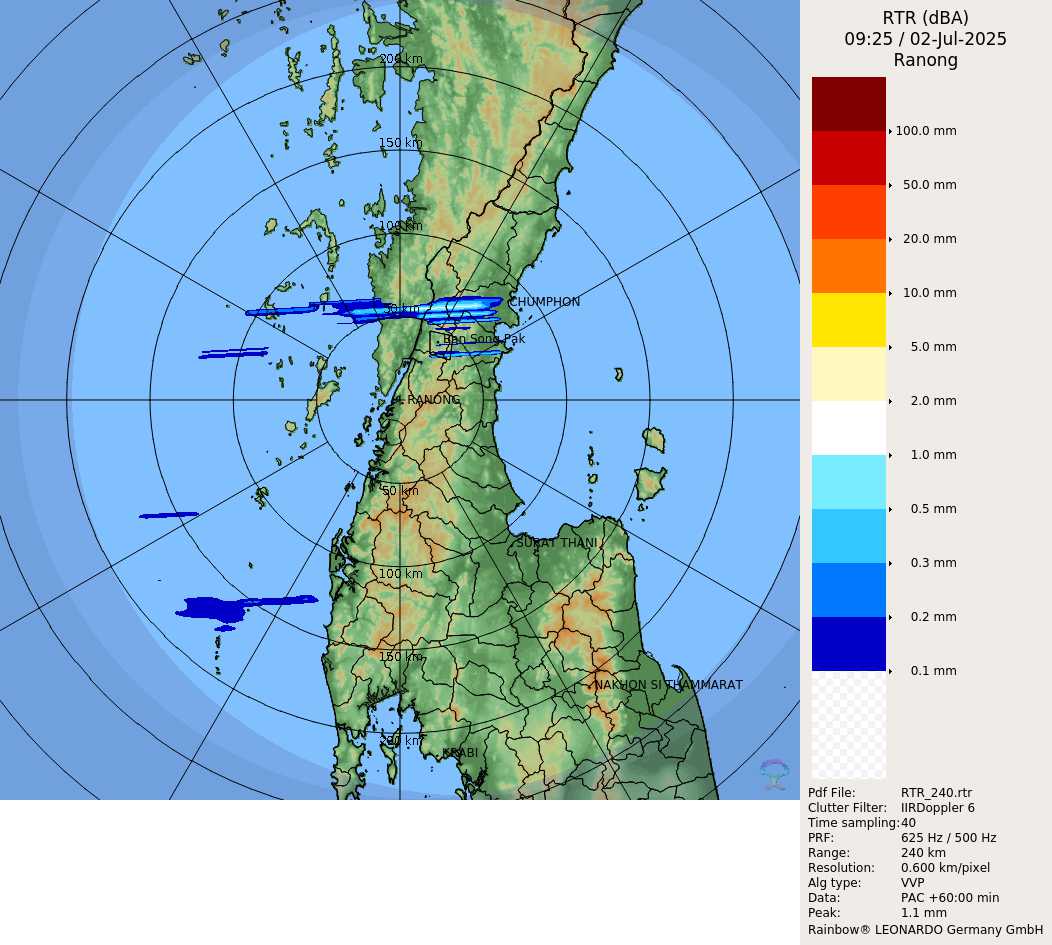 RTR (dBA)
09:25 / 02-Jul-2025
Ranong
100.0 mm
50.0 mm
20.0 mm
10.0 mm
5.0 mm
2.0 mm
1.0 mm
0.5 mm
0.3 mm
0.2 mm
0.1 mm
200 km
150 km
100 km
50 km
CHUMPHON
Ban Song Pak
RANONG
50 km
SURAT THANI
100 km
150 km
NAKHON SI THAMMARAT
200 km
KRABI
Pdf File: RTR_240.rtr
Clutter Filter: IIRDoppler 6
Time sampling:40
PRF: 625 Hz / 500 Hz
Range: 240 km
Resolution: 0.600 km/pixel
Alg type: VVP
Data: PAC +60:00 min
Peak: 1.1 mm
Rainbow® LEONARDO Germany GmbH